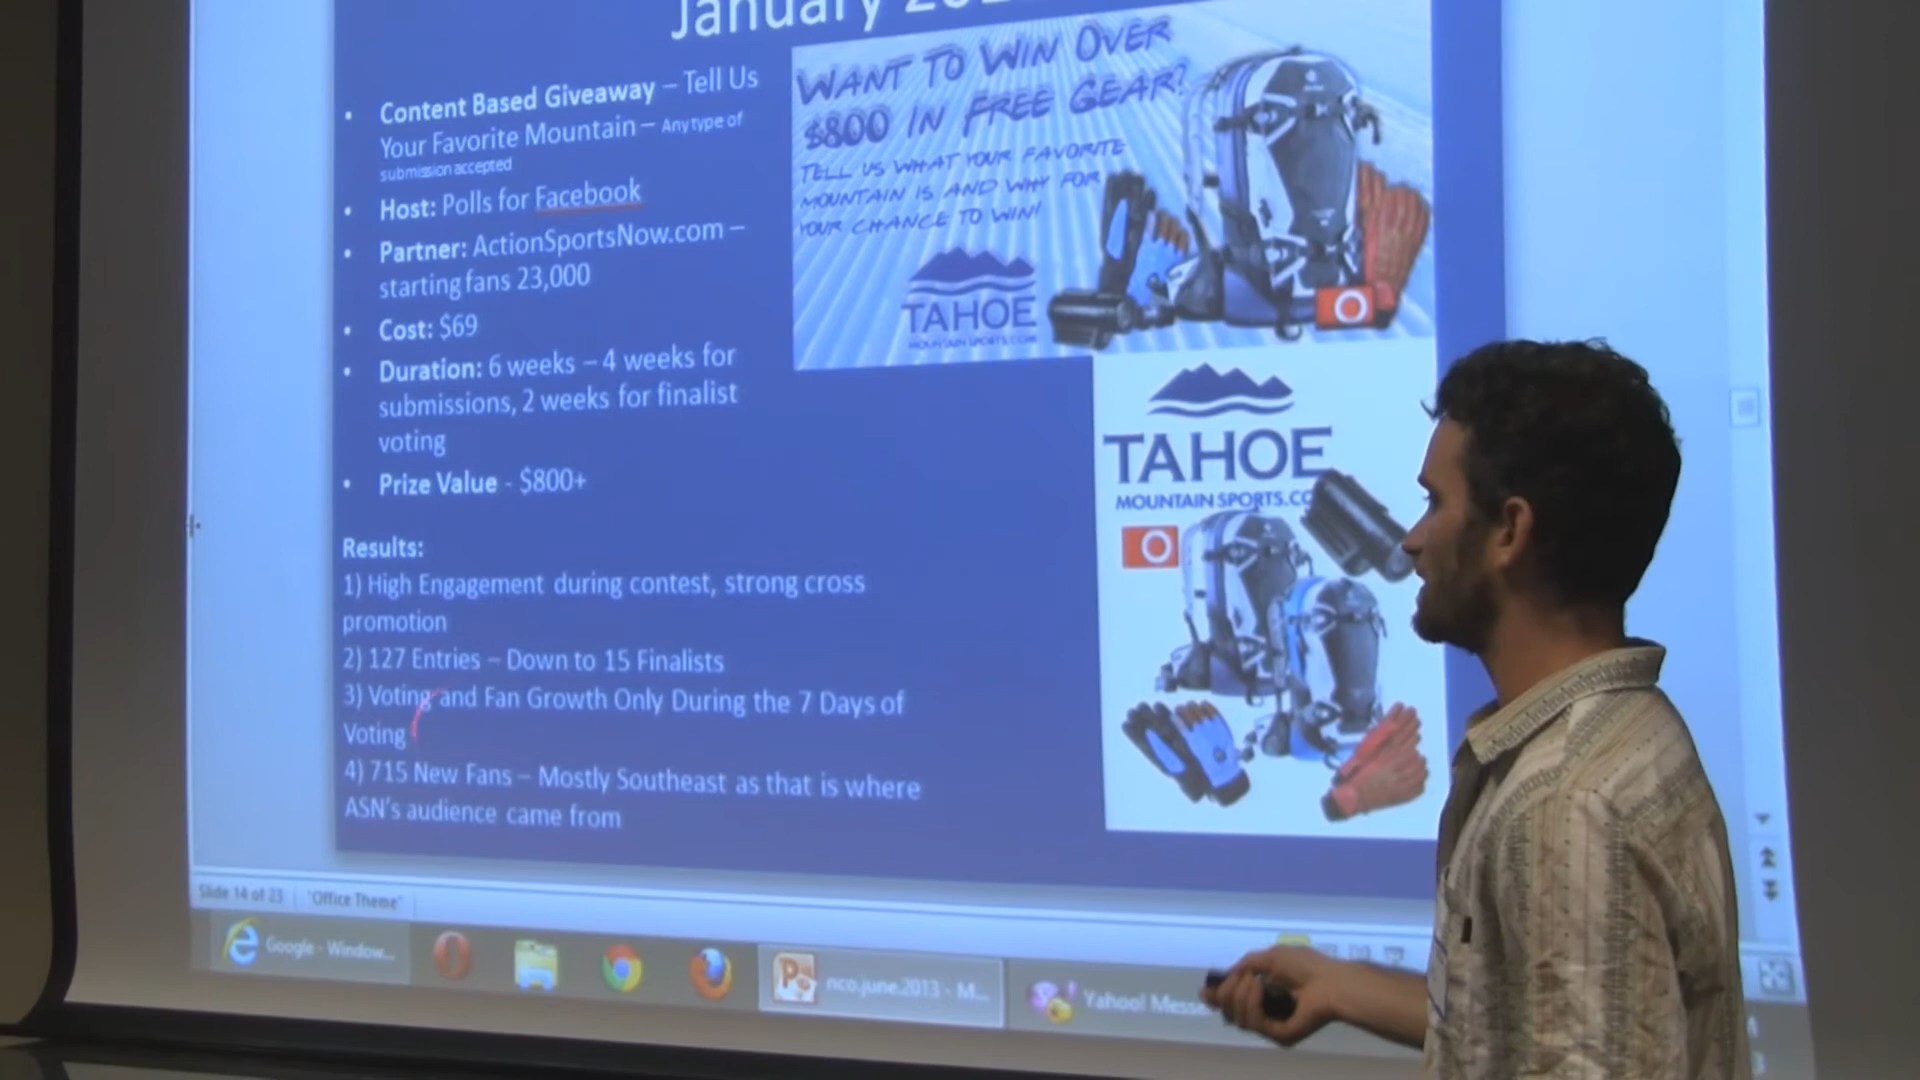 January
• Content Based Giveaway – Tell Us
Your Favorite Mountain – Any type of
submission accepted
• Host: Polls for Facebook
• Partner: ActionSportsNow.com –
starting fans 23,000
• Cost: $69
• Duration: 6 weeks – 4 weeks for
submissions, 2 weeks for finalist
voting
• Prize Value - $800+
Results:
1) High Engagement during contest, strong cross
promotion
2) 127 Entries – Down to 15 Finalists
3) Voting and Fan Growth Only During the 7 Days of
Voting
4) 715 New Fans – Mostly Southeast as that is where
ASN's audience came from
WANT TO WIN OVER
$800 IN FREE GEAR?
TELL US WHAT YOUR FAVORITE
MOUNTAIN IS AND WHY FOR
YOUR CHANCE TO WIN!
TAHOE
MOUNTAIN SPORTS.COM
TAHOE
MOUNTAIN SPORTS.CO
Slide 14 of 23
"Office Theme"
Google - Window...
nco.june.2013 - M...
Yahoo! Messe